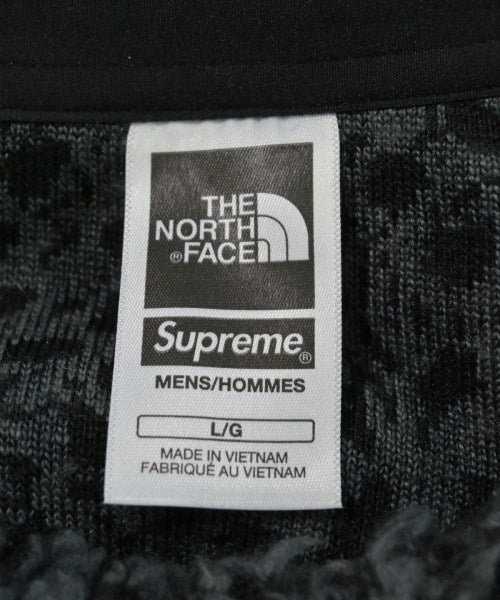 THE
NORTH
®FACE
Supreme®
MENS/HOMMES
L/G
MADE IN VIETNAM
FABRIQUÉ AU VIETNAM